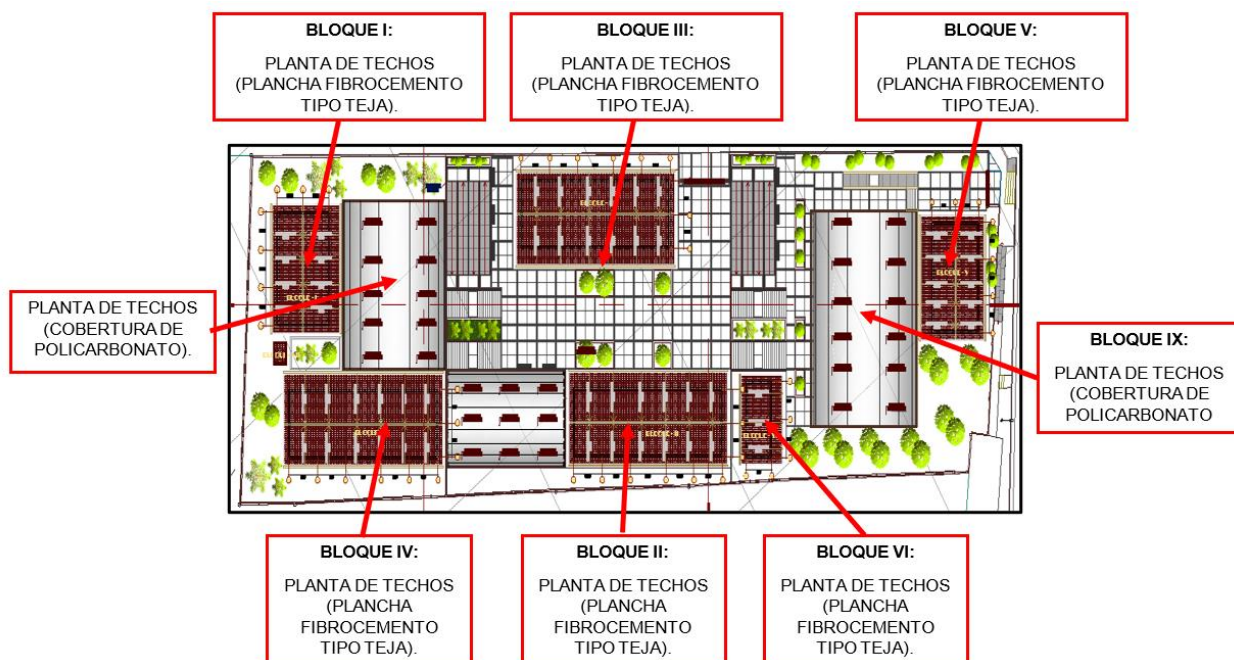 BLOQUE I:
PLANTA DE TECHOS
(PLANCHA FIBROCEMENTO
TIPO TEJA).
BLOQUE III:
PLANTA DE TECHOS
(PLANCHA FIBROCEMENTO
TIPO TEJA).
BLOQUE V:
PLANTA DE TECHOS
(PLANCHA FIBROCEMENTO
TIPO TEJA).
PLANTA DE TECHOS
(COBERTURA DE
POLICARBONATO).
BLOQUE IX:
PLANTA DE TECHOS
(COBERTURA DE
POLICARBONATO
BLOQUE IV:
PLANTA DE TECHOS
(PLANCHA
FIBROCEMENTO
TIPO TEJA).
BLOQUE II:
PLANTA DE TECHOS
(PLANCHA
FIBROCEMENTO
TIPO TEJA).
BLOQUE VI:
PLANTA DE TECHOS
(PLANCHA
FIBROCEMENTO
TIPO TEJA).